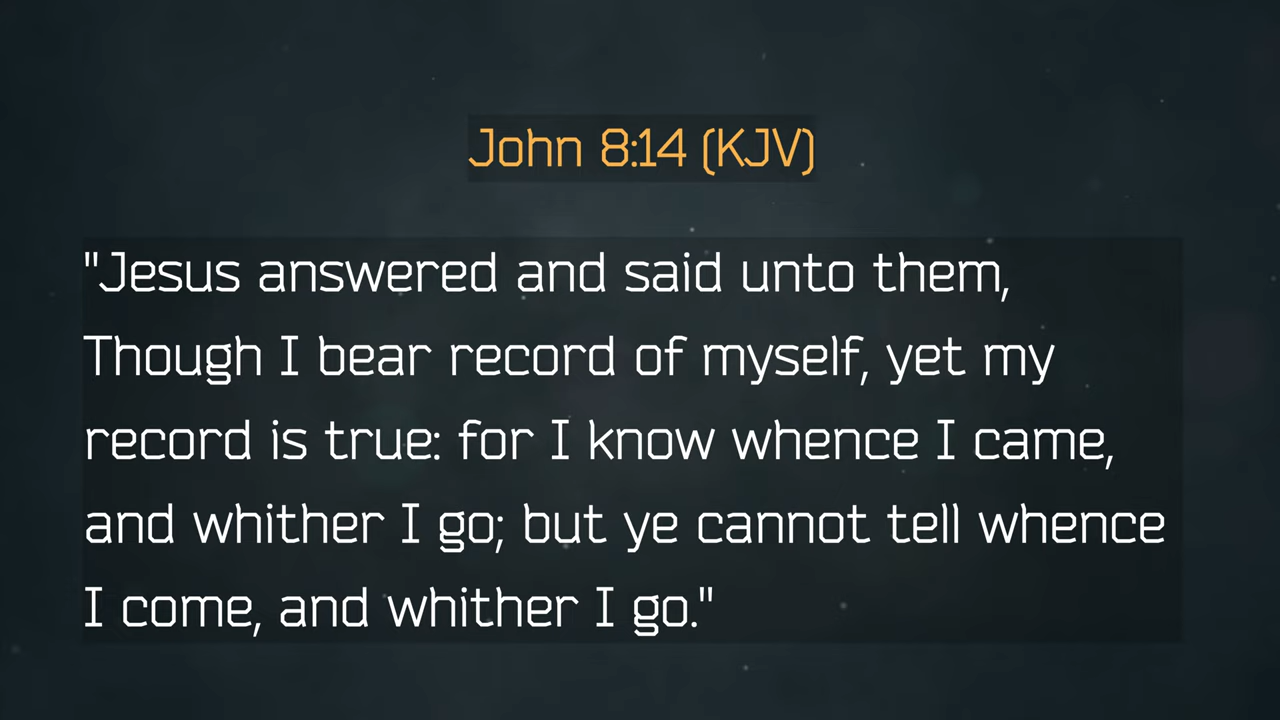 John 8:14 (KJV)
"Jesus answered and said unto them,
Though I bear record of myself, yet my
record is true: for I know whence I came,
and whither I go; but ye cannot tell whence
I come, and whither I go."